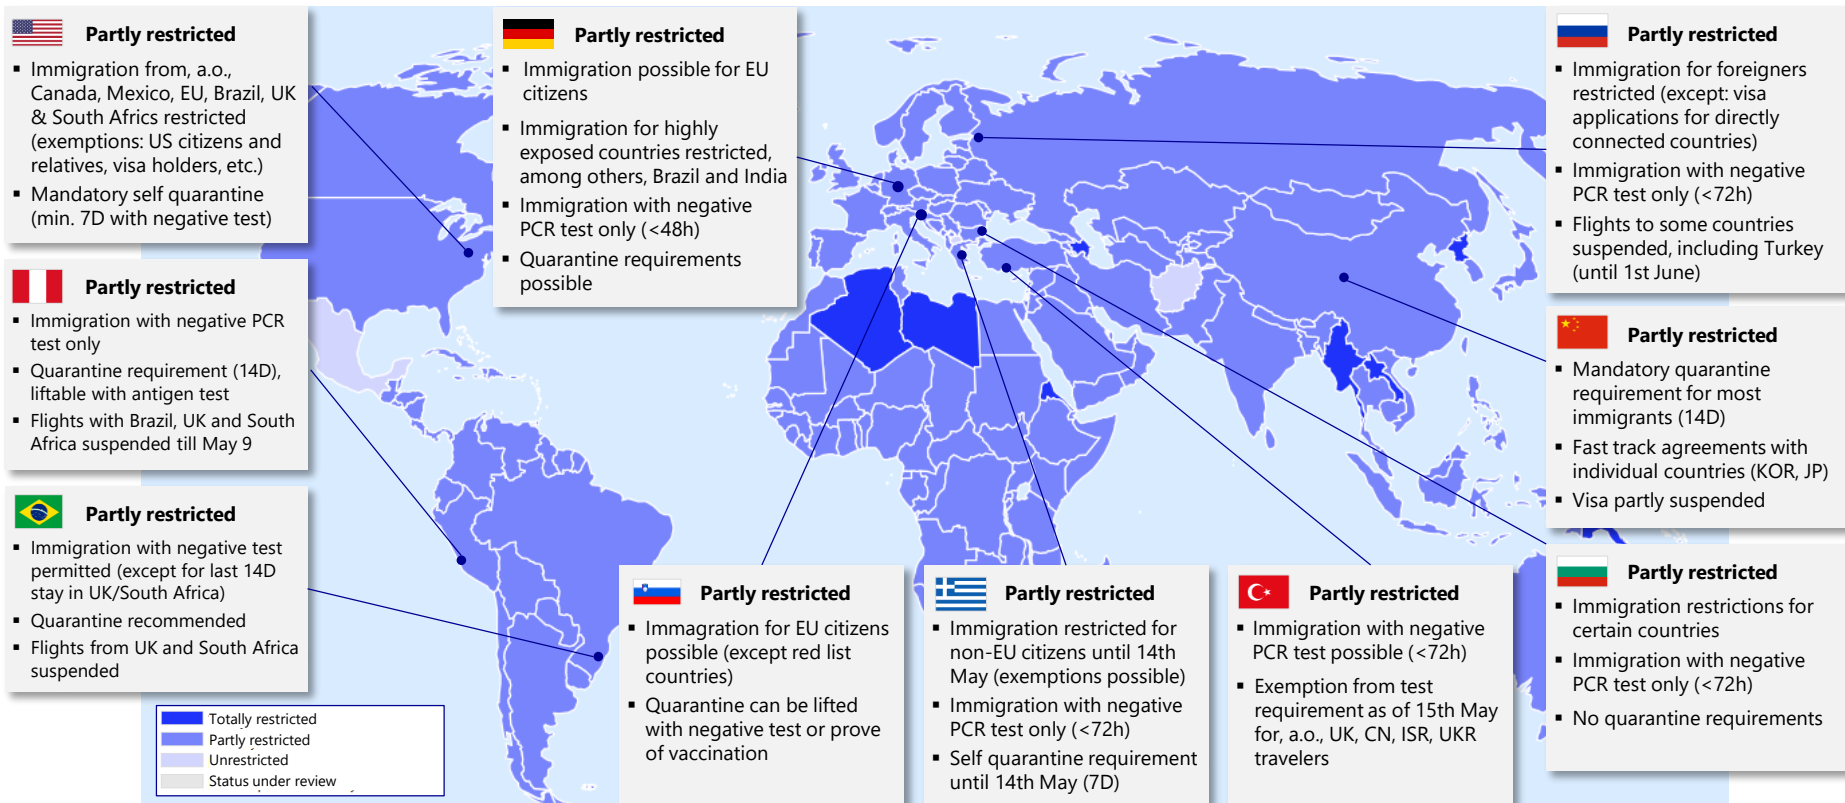 Partly restricted
▪ Immigration from, a.o.,
Canada, Mexico, EU, Brazil, UK
& South Africs restricted
(exemptions: US citizens and
relatives, visa holders, etc.)
▪ Mandatory self quarantine
(min. 7D with negative test)
Partly restricted
▪ Immigration with negative PCR
test only
▪ Quarantine requirement (14D),
liftable with antigen test
▪ Flights with Brazil, UK and South
Africa suspended till May 9
Partly restricted
▪ Immigration with negative test
permitted (except for last 14D
stay in UK/South Africa)
▪ Quarantine recommended
▪ Flights from UK and South Africa
suspended
Partly restricted
▪ Immigration possible for EU
citizens
▪ Immigration for highly
exposed countries restricted,
among others, Brazil and India
▪ Immigration with negative
PCR test only (<48h)
▪ Quarantine requirements
possible
Partly restricted
▪ Immigration for foreigners
restricted (except: visa
applications for directly
connected countries)
▪ Immigration with negative
PCR test only (<72h)
▪ Flights to some countries
suspended, including Turkey
(until 1st June)
Partly restricted
▪ Mandatory quarantine
requirement for most
immigrants (14D)
▪ Fast track agreements with
individual countries (KOR, JP)
▪ Visa partly suspended
Partly restricted
▪ Immigration restrictions for
certain countries
▪ Immigration with negative
PCR test only (<72h)
▪ No quarantine requirements
Partly restricted
▪ Immagration for EU citizens
possible (except red list
countries)
▪ Quarantine can be lifted
with negative test or prove
of vaccination
Partly restricted
▪ Immigration restricted for
non-EU citizens until 14th
May (exemptions possible)
▪ Immigration with negative
PCR test only (<72h)
▪ Self quarantine requirement
until 14th May (7D)
Partly restricted
▪ Immigration with negative
PCR test possible (<72h)
▪ Exemption from test
requirement as of 15th May
for, a.o., UK, CN, ISR, UKR
travelers
Totally restricted
Partly restricted
Unrestricted
Status under review